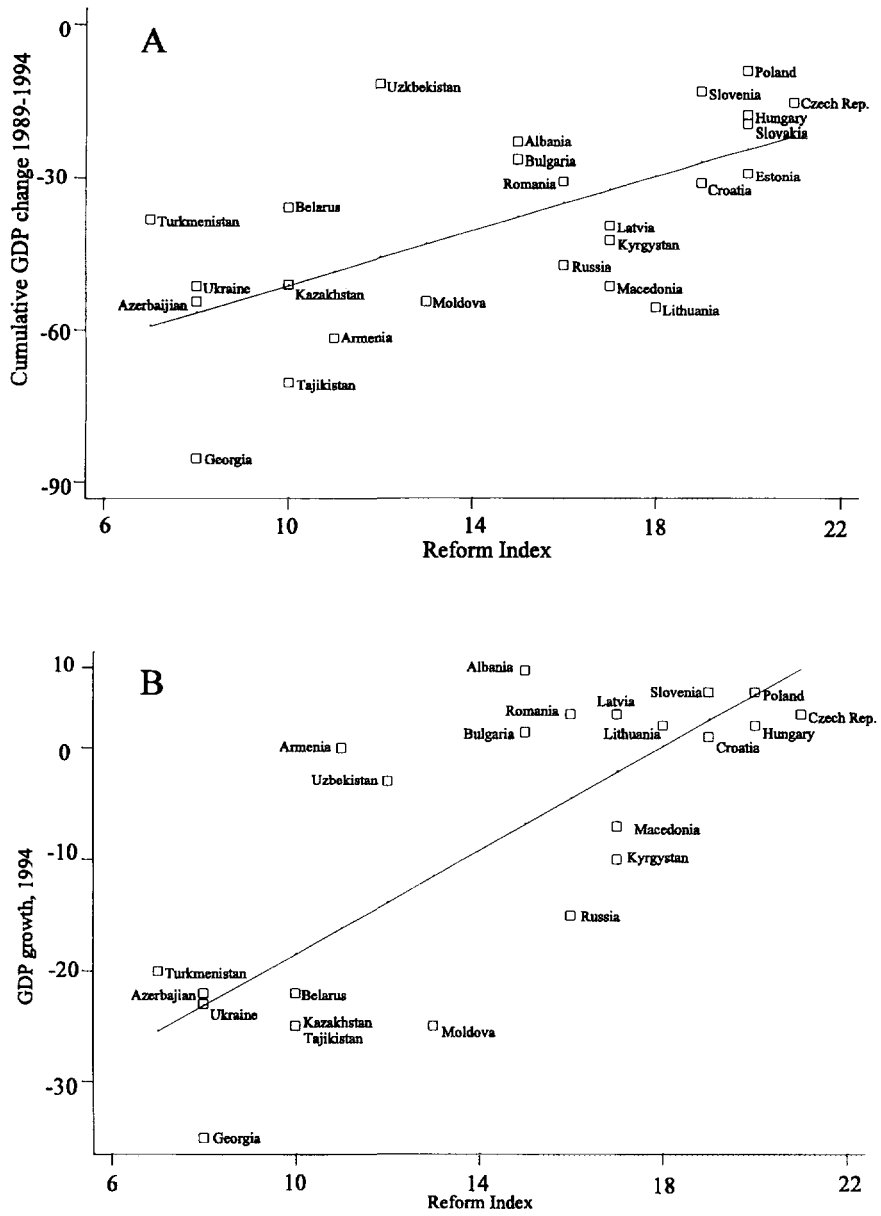 A
0
-30
-60
-90
Cumulative GDP change 1989-1994
Poland
Uzkbekistan
Slovenia
Czech Rep.
Hungary
Slovakia
Albania
Bulgaria
Romania
Estonia
Croatia
Turkmenistan
Belarus
Latvia
Kyrgystan
Russia
Ukraine
Kazakhstan
Macedonia
Azerbaijian
Moldova
Lithuania
Armenia
Tajikistan
Georgia
6 10 14 18 22
Reform Index
B
10
0
-10
-20
-30
GDP growth, 1994
Albania
Slovenia
Poland
Romania
Latvia
Czech Rep.
Bulgaria
Lithuania
Hungary
Croatia
Armenia
Uzbekistan
Macedonia
Kyrgystan
Russia
Turkmenistan
Azerbajian
Belarus
Ukraine
Kazakhstan
Tajikistan
Moldova
Georgia
6 10 14 18 22
Reform Index